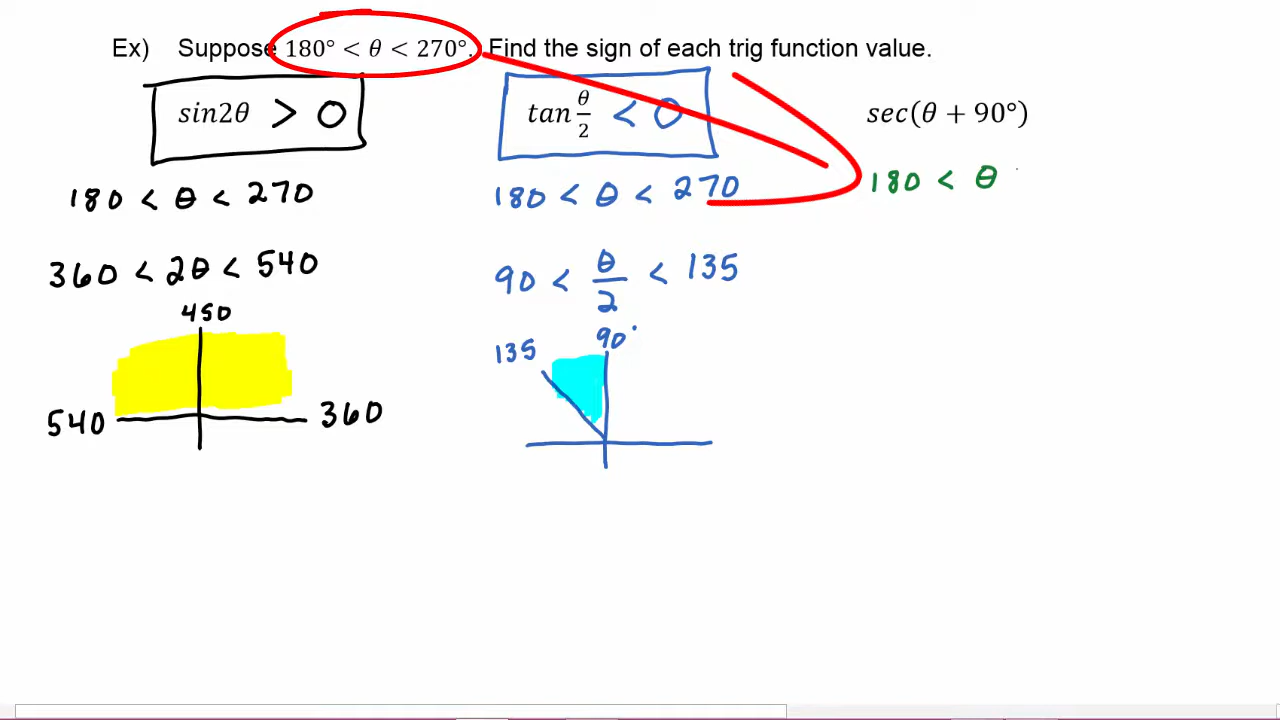 Ex) Suppose 180° < θ < 270°. Find the sign of each trig function value.
sin2θ > 0
180 < θ < 270
360 < 2θ < 540
450
540 360
tan θ/2 < 0
180 < θ < 270
90 < θ/2 < 135
135 90°
sec(θ + 90°)
180 < θ